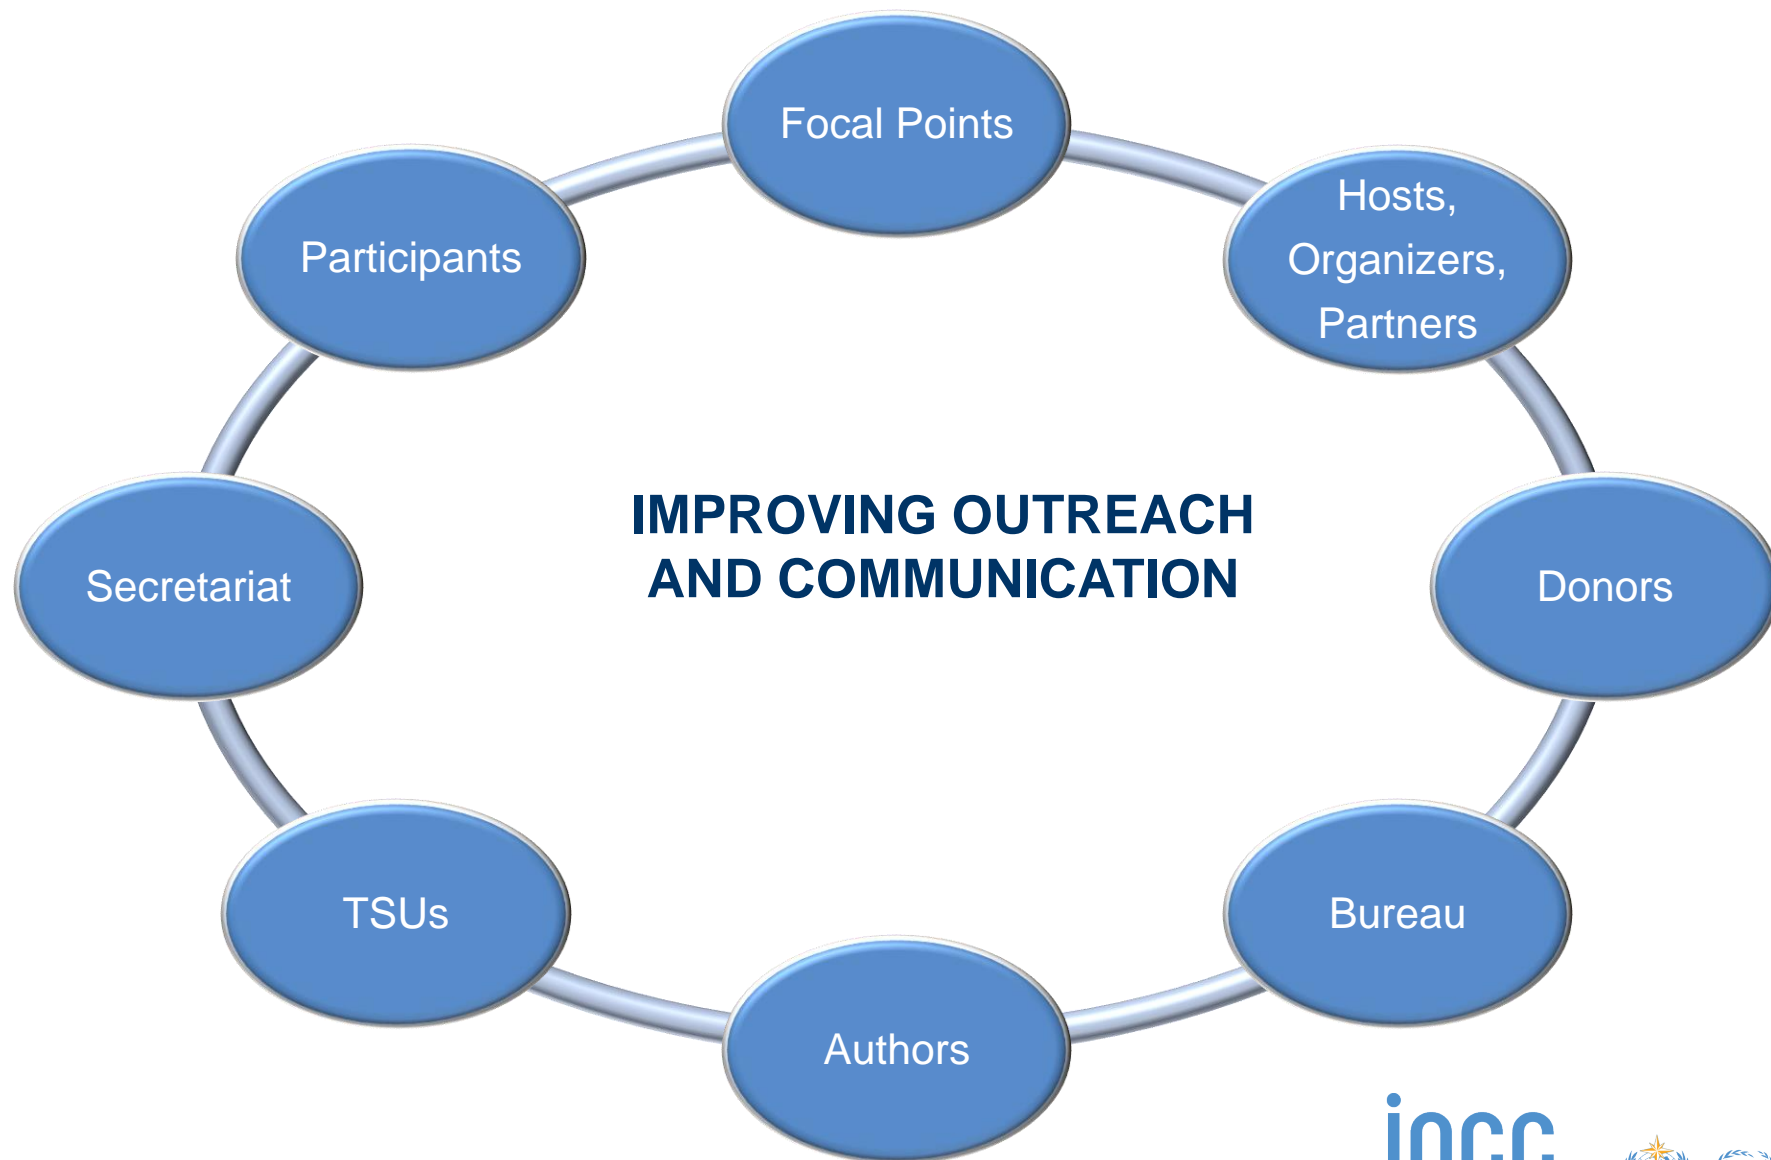 Focal Points
Hosts,
Organizers,
Partners
Participants
IMPROVING OUTREACH
AND COMMUNICATION
Secretariat
Donors
TSUs
Bureau
Authors
ipcc